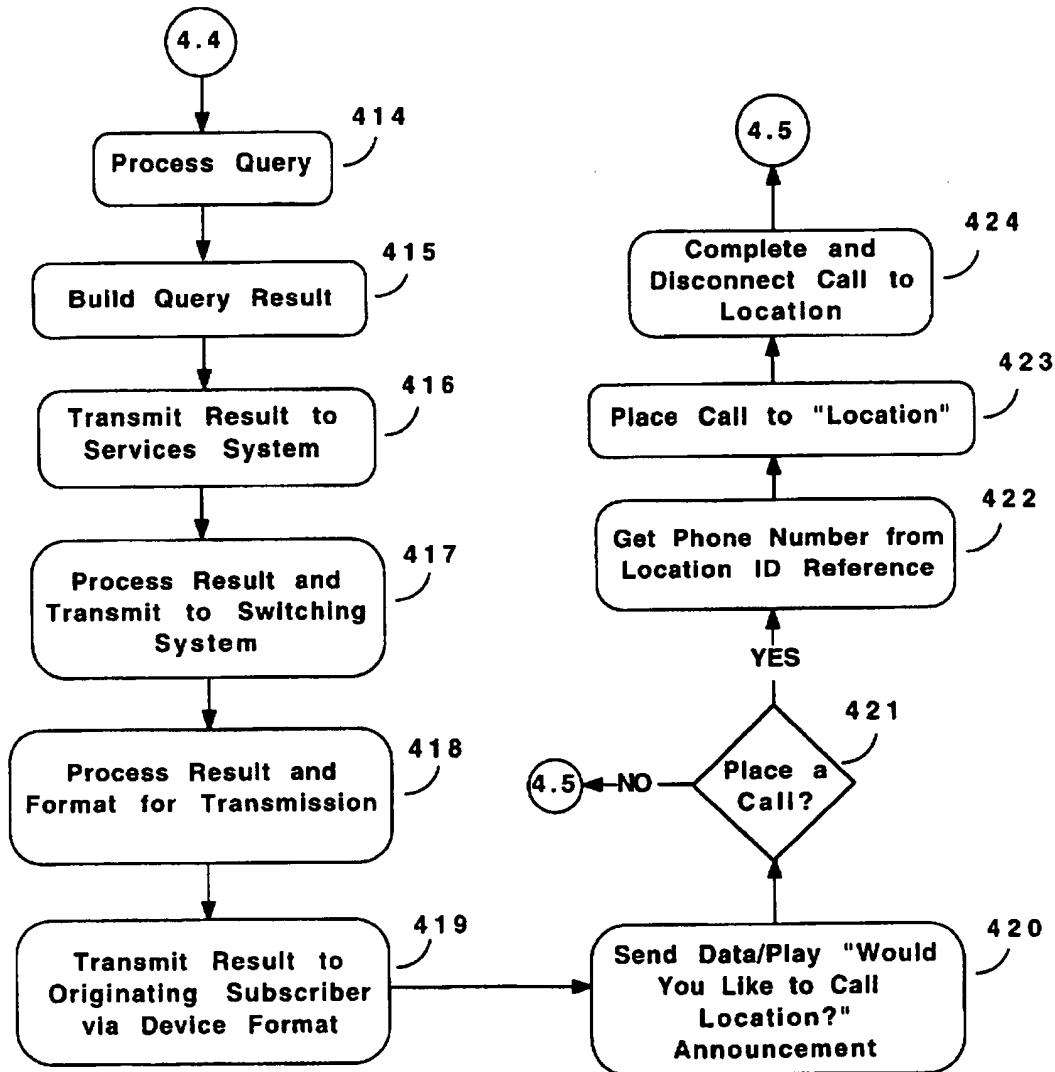 4.4
414
Process Query
415
Build Query Result
416
Transmit Result to
Services System
417
Process Result and
Transmit to Switching
System
418
Process Result and
Format for Transmission
419
Transmit Result to
Originating Subscriber
via Device Format
420
Send Data/Play "Would
You Like to Call
Location?"
Announcement
421
Place a
Call?
NO
4.5
YES
422
Get Phone Number from
Location ID Reference
423
Place Call to "Location"
424
Complete and
Disconnect Call to
Location
4.5